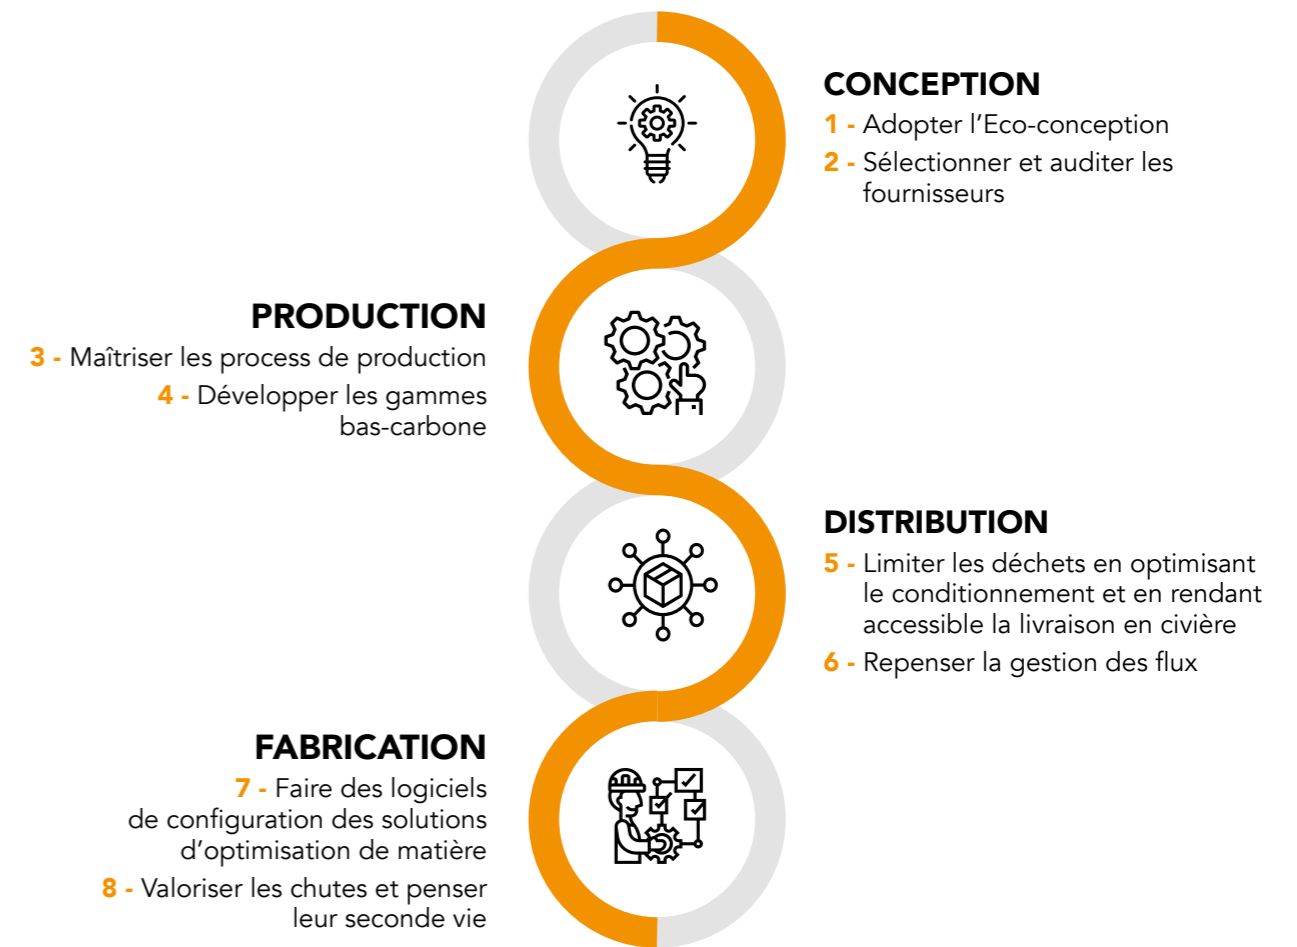 CONCEPTION
1 - Adopter l’Eco-conception
2 - Sélectionner et auditer les
fournisseurs
PRODUCTION
3 - Maîtriser les process de production
4 - Développer les gammes
bas-carbone
DISTRIBUTION
5 - Limiter les déchets en optimisant
le conditionnement et en rendant
accessible la livraison en civière
6 - Repenser la gestion des flux
FABRICATION
7 - Faire des logiciels
de configuration des solutions
d’optimisation de matière
8 - Valoriser les chutes et penser
leur seconde vie